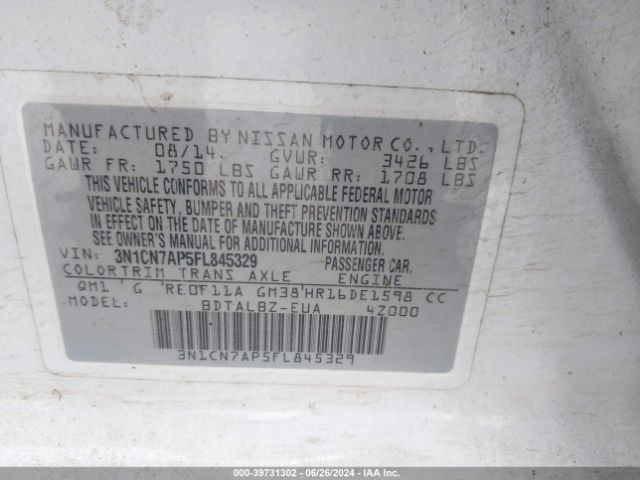 MANUFACTURED BY NISSAN MOTOR CO., LTD.
DATE: 08/14 GVWR: 3426 LBS
GAWR FR: 1750 LBS GAWR RR: 1708 LBS
THIS VEHICLE CONFORMS TO ALL APPLICABLE FEDERAL MOTOR
VEHICLE SAFETY, BUMPER AND THEFT PREVENTION STANDARDS
IN EFFECT ON THE DATE OF MANUFACTURE SHOWN ABOVE.
SEE OWNER'S MANUAL FOR ADDITIONAL INFORMATION.
VIN: 3N1CN7AP5FL845329 PASSENGER CAR.
COLOR TRIM TRANS AXLE ENGINE
QM1 G RE0F11A GM38 HR16DE1598 CC
MODEL: BDTALBZ-EUA 4Z000
3N1CN7AP5FL845329
000-39731302 - 06/26/2024 - IAA Inc.